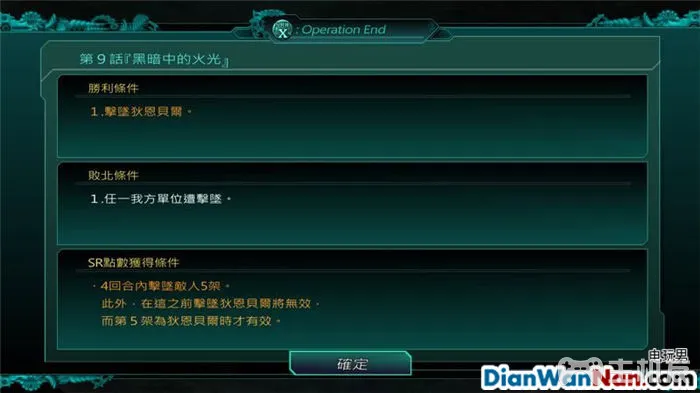 X : Operation End
第9話『黑暗中的火光』
勝利條件
1.擊墜狄恩貝爾。
敗北條件
1.任一我方單位遭擊墜。
SR點數獲得條件
．4回合內擊墜敵人5架。
此外，在這之前擊墜狄恩貝爾將無效，
而第5架為狄恩貝爾時才有效。
確定
电玩男
DianWanNan.com